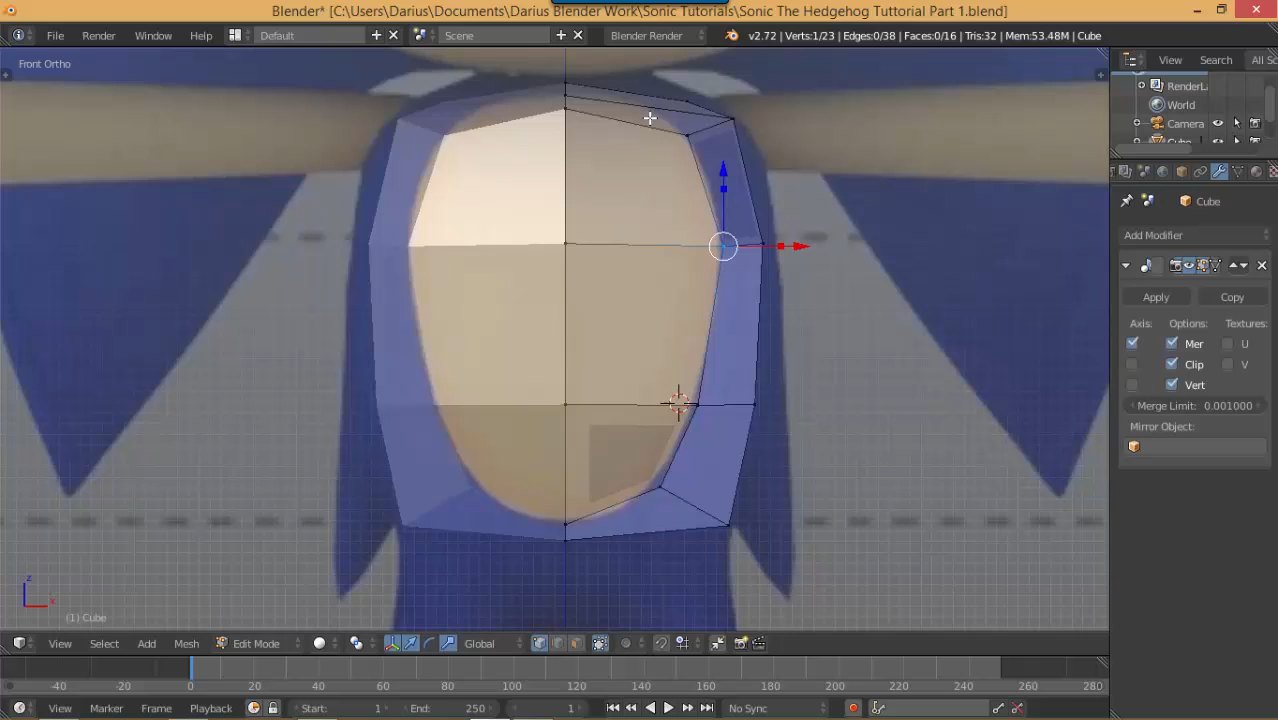 Blender* [C:\Users\Darius\Documents\Darius Blender Work\Sonic Tutorials\Sonic The Hedgehog Tuttorial Part 1.blend]
File Render Window Help Default Scene Blender Render v2.72 | Verts:1/23 | Edges:0/38 | Faces:0/16 | Tris:32 | Mem:53.48M | Cube
Front Ortho
View Search All Sc
RenderLa
World
Camera
Cube
Add Modifier
Apply Copy
Axis: Options: Textures:
Mer U
Clip V
Vert
Merge Limit: 0.001000
Mirror Object:
z
x
(1) Cube
View Select Add Mesh Edit Mode Global
-40 -20 0 20 40 60 80 100 120 140 160 180 200 220 240 260 280
View Marker Frame Playback Start: 1 End: 250 1 No Sync